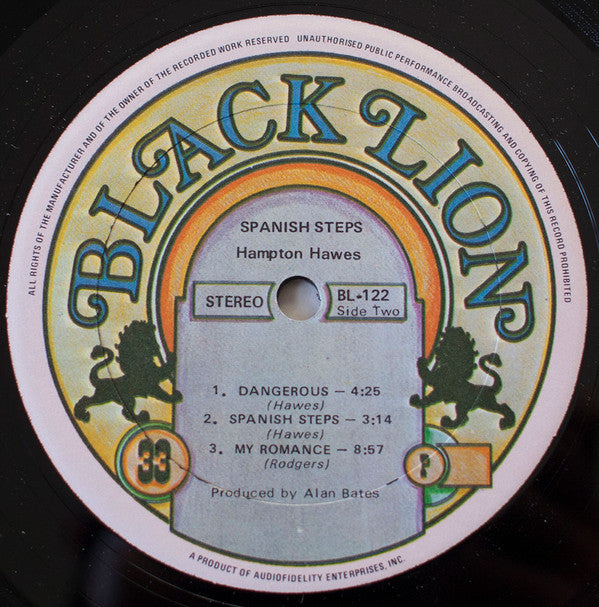 ALL RIGHTS OF THE MANUFACTURER AND OF THE OWNER OF THE RECORDED WORK RESERVED UNAUTHORISED PUBLIC PERFORMANCE BROADCASTING AND COPYING OF THIS RECORD PROHIBITED
BLACK LION
SPANISH STEPS
Hampton Hawes
STEREO
BL-122
Side Two
1. DANGEROUS — 4:25
(Hawes)
2. SPANISH STEPS — 3:14
(Hawes)
3. MY ROMANCE — 8:57
(Rodgers)
33
P
Produced by Alan Bates
A PRODUCT OF AUDIOFIDELITY ENTERPRISES, INC.